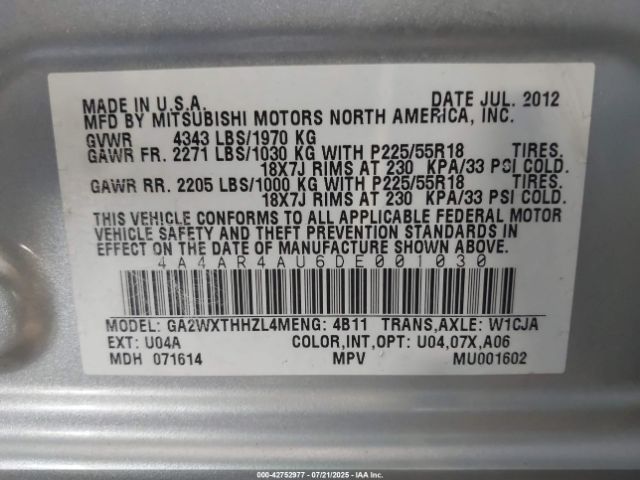 MADE IN U.S.A. DATE JUL. 2012
MFD BY MITSUBISHI MOTORS NORTH AMERICA, INC.
GVWR 4343 LBS/1970 KG
GAWR FR. 2271 LBS/1030 KG WITH P225/55R18 TIRES.
18X7J RIMS AT 230 KPA/33 PSI COLD.
GAWR RR. 2205 LBS/1000 KG WITH P225/55R18 TIRES.
18X7J RIMS AT 230 KPA/33 PSI COLD.
THIS VEHICLE CONFORMS TO ALL APPLICABLE FEDERAL MOTOR
VEHICLE SAFETY AND THEFT PREVENTION STANDARDS IN
EFFECT ON THE DATE OF MANUFACTURE SHOWN ABOVE.
4A4AR4AU6DE001030
MODEL: GA2WXTHHZL4MENG: 4B11 TRANS,AXLE: W1CJA
EXT: U04A COLOR,INT,OPT: U04,07X,A06
MDH 071614 MPV MU001602
000-42752977 - 07/21/2025 - IAAI.COM